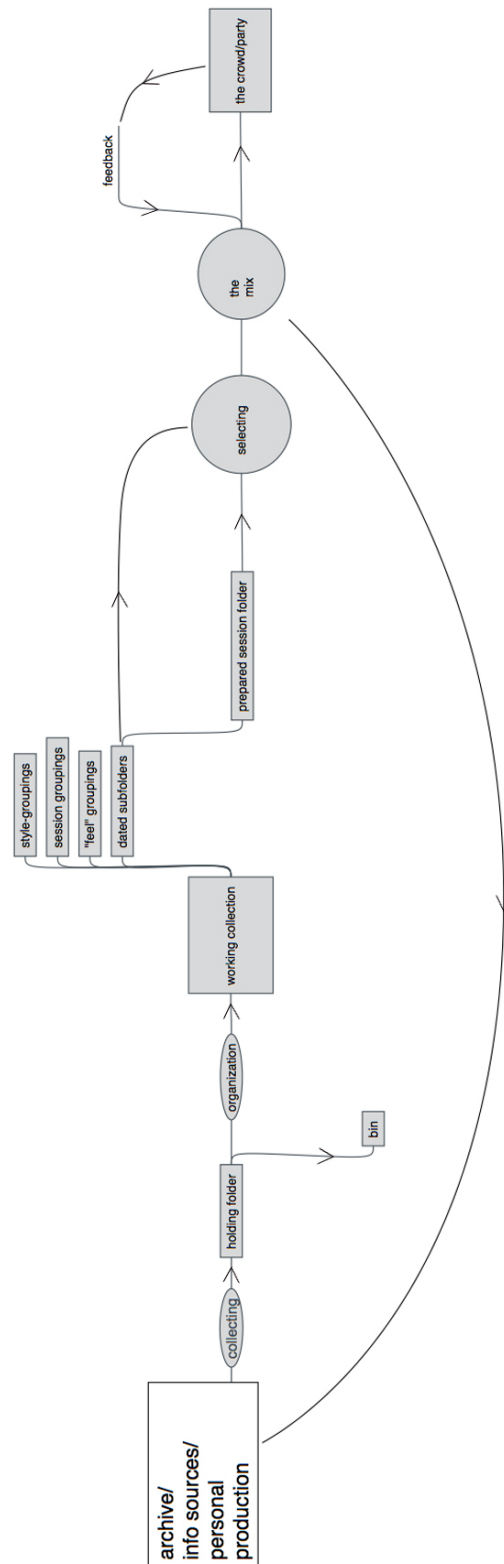 archive/
info sources/
personal
production
collecting
holding folder
bin
organization
working collection
style-groupings
session groupings
"feel" groupings
dated subfolders
prepared session folder
selecting
the
mix
feedback
the crowd/party